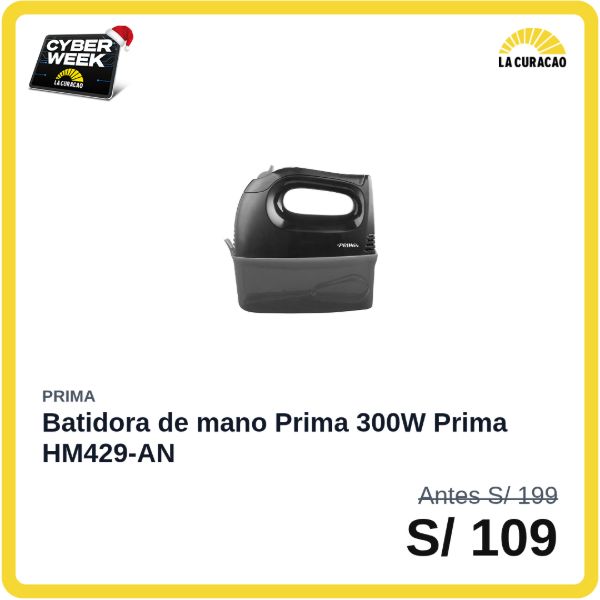 CYBER
WEEK
LA CURACAO
LA CURACAO
PRIMA
PRIMA
Batidora de mano Prima 300W Prima
HM429-AN
Antes S/ 199
S/ 109